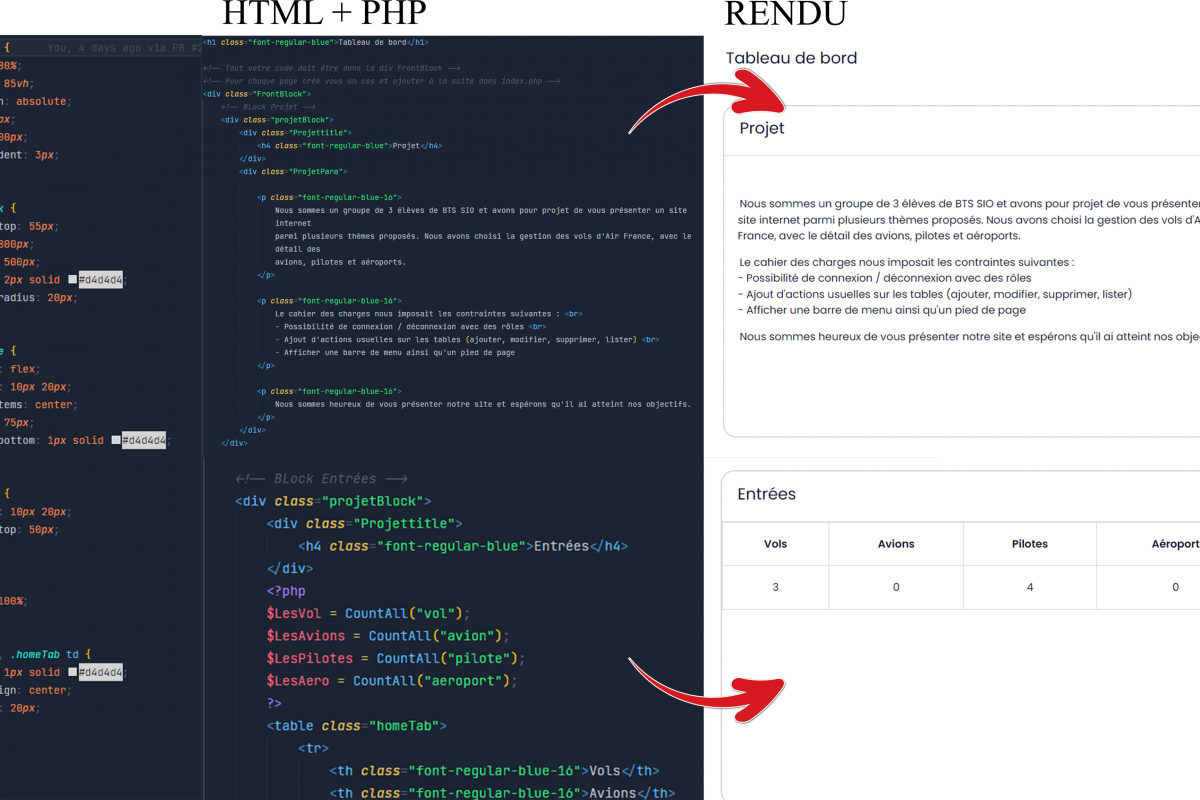 HTML + PHP
RENDU
{ You, 4 days ago via PR #2
80%;
85vh;
n: absolute;
px;
00px;
dent: 3px;
k {
top: 55px;
800px;
500px;
2px solid #d4d4d4;
radius: 20px;
e {
: flex;
: 10px 20px;
tems: center;
75px;
bottom: 1px solid #d4d4d4;
{
: 10px 20px;
top: 50px;
100%;
, .homeTab td {
1px solid #d4d4d4;
ign: center;
: 20px;
<h1 class="font-regular-blue">Tableau de bord</h1>
<!-- Tout votre code doit être dans la div FrontBlock -->
<!-- Pour chaque page crée vous un css et ajouter à la suite dans index.php -->
<div class="FrontBlock">
<!-- BLock Projet -->
<div class="projetBlock">
<div class="Projettitle">
<h4 class="font-regular-blue">Projet</h4>
</div>
<div class="ProjetPara">
<p class="font-regular-blue-16">
Nous sommes un groupe de 3 élèves de BTS SIO et avons pour projet de vous présenter un site
internet
parmi plusieurs thèmes proposés. Nous avons choisi la gestion des vols d'Air France, avec le
détail des
avions, pilotes et aéroports.
</p>
<p class="font-regular-blue-16">
Le cahier des charges nous imposait les contraintes suivantes : <br>
- Possibilité de connexion / déconnexion avec des rôles <br>
- Ajout d'actions usuelles sur les tables (ajouter, modifier, supprimer, lister) <br>
- Afficher une barre de menu ainsi qu'un pied de page
</p>
<p class="font-regular-blue-16">
Nous sommes heureux de vous présenter notre site et espérons qu'il ai atteint nos objectifs.
</p>
</div>
</div>
<!-- BLock Entrées -->
<div class="projetBlock">
<div class="Projettitle">
<h4 class="font-regular-blue">Entrées</h4>
</div>
<?php
$LesVol = CountAll("vol");
$LesAvions = CountAll("avion");
$LesPilotes = CountAll("pilote");
$LesAero = CountAll("aeroport");
?>
<table class="homeTab">
<tr>
<th class="font-regular-blue-16">Vols</th>
<th class="font-regular-blue-16">Avions</th>
Tableau de bord
Projet
Nous sommes un groupe de 3 élèves de BTS SIO et avons pour projet de vous présenter
site internet parmi plusieurs thèmes proposés. Nous avons choisi la gestion des vols d'A
France, avec le détail des avions, pilotes et aéroports.
Le cahier des charges nous imposait les contraintes suivantes :
- Possibilité de connexion / déconnexion avec des rôles
- Ajout d'actions usuelles sur les tables (ajouter, modifier, supprimer, lister)
- Afficher une barre de menu ainsi qu'un pied de page
Nous sommes heureux de vous présenter notre site et espérons qu'il ai atteint nos obje
Entrées
Vols Avions Pilotes Aéroport
3 0 4 0